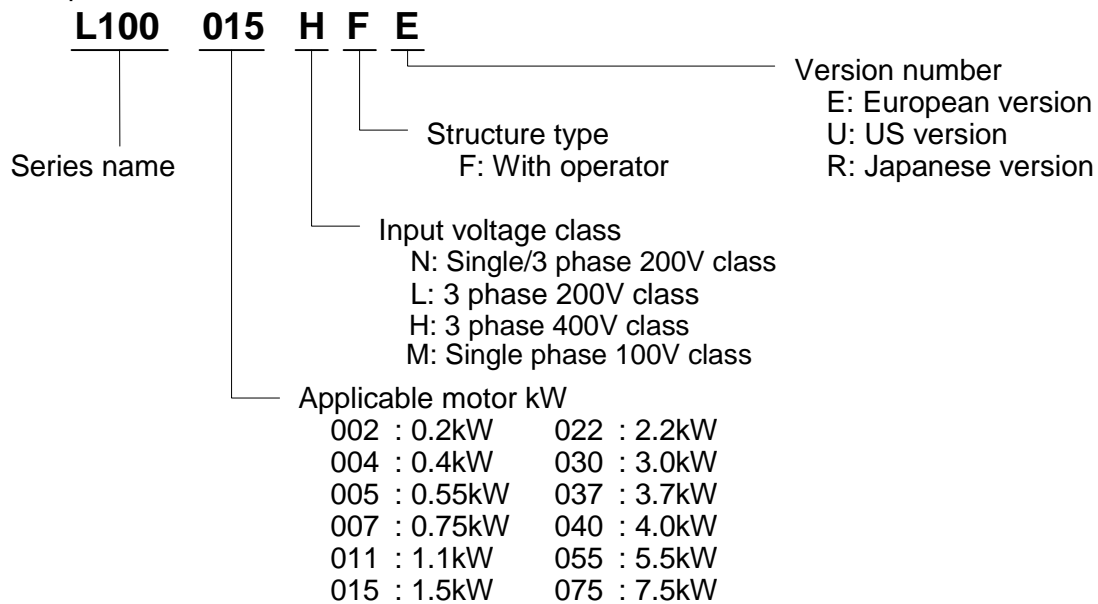 L100 015 H F E
Version number
E: European version
U: US version
R: Japanese version
Structure type
F: With operator
Series name
Input voltage class
N: Single/3 phase 200V class
L: 3 phase 200V class
H: 3 phase 400V class
M: Single phase 100V class
Applicable motor kW
002 : 0.2kW 022 : 2.2kW
004 : 0.4kW 030 : 3.0kW
005 : 0.55kW 037 : 3.7kW
007 : 0.75kW 040 : 4.0kW
011 : 1.1kW 055 : 5.5kW
015 : 1.5kW 075 : 7.5kW